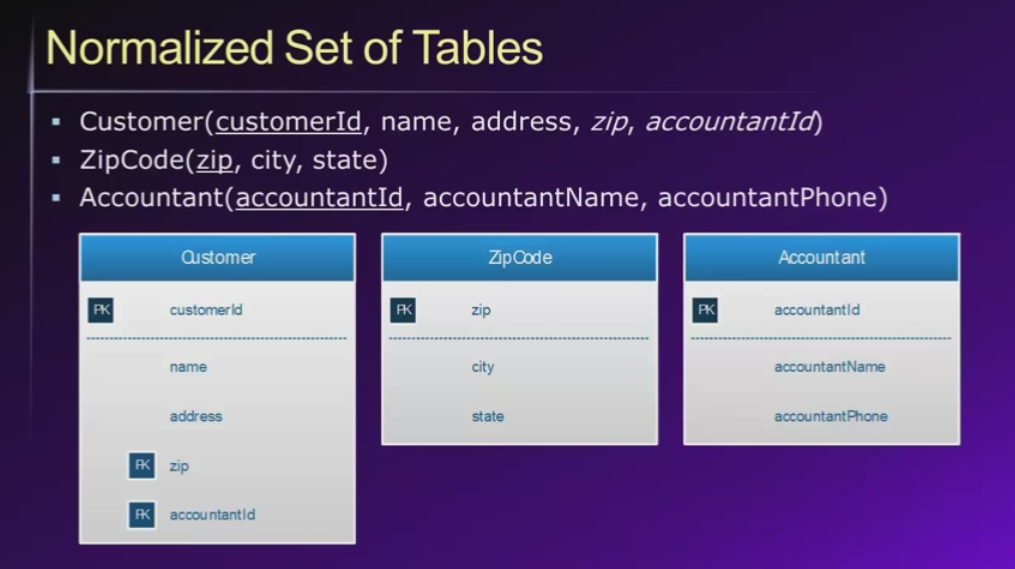 Normalized Set of Tables
▪ Customer(customerId, name, address, zip, accountantId)
▪ ZipCode(zip, city, state)
▪ Accountant(accountantId, accountantName, accountantPhone)
Customer
PK customerId
name
address
FK zip
FK accountantId
ZipCode
PK zip
city
state
Accountant
PK accountantId
accountantName
accountantPhone